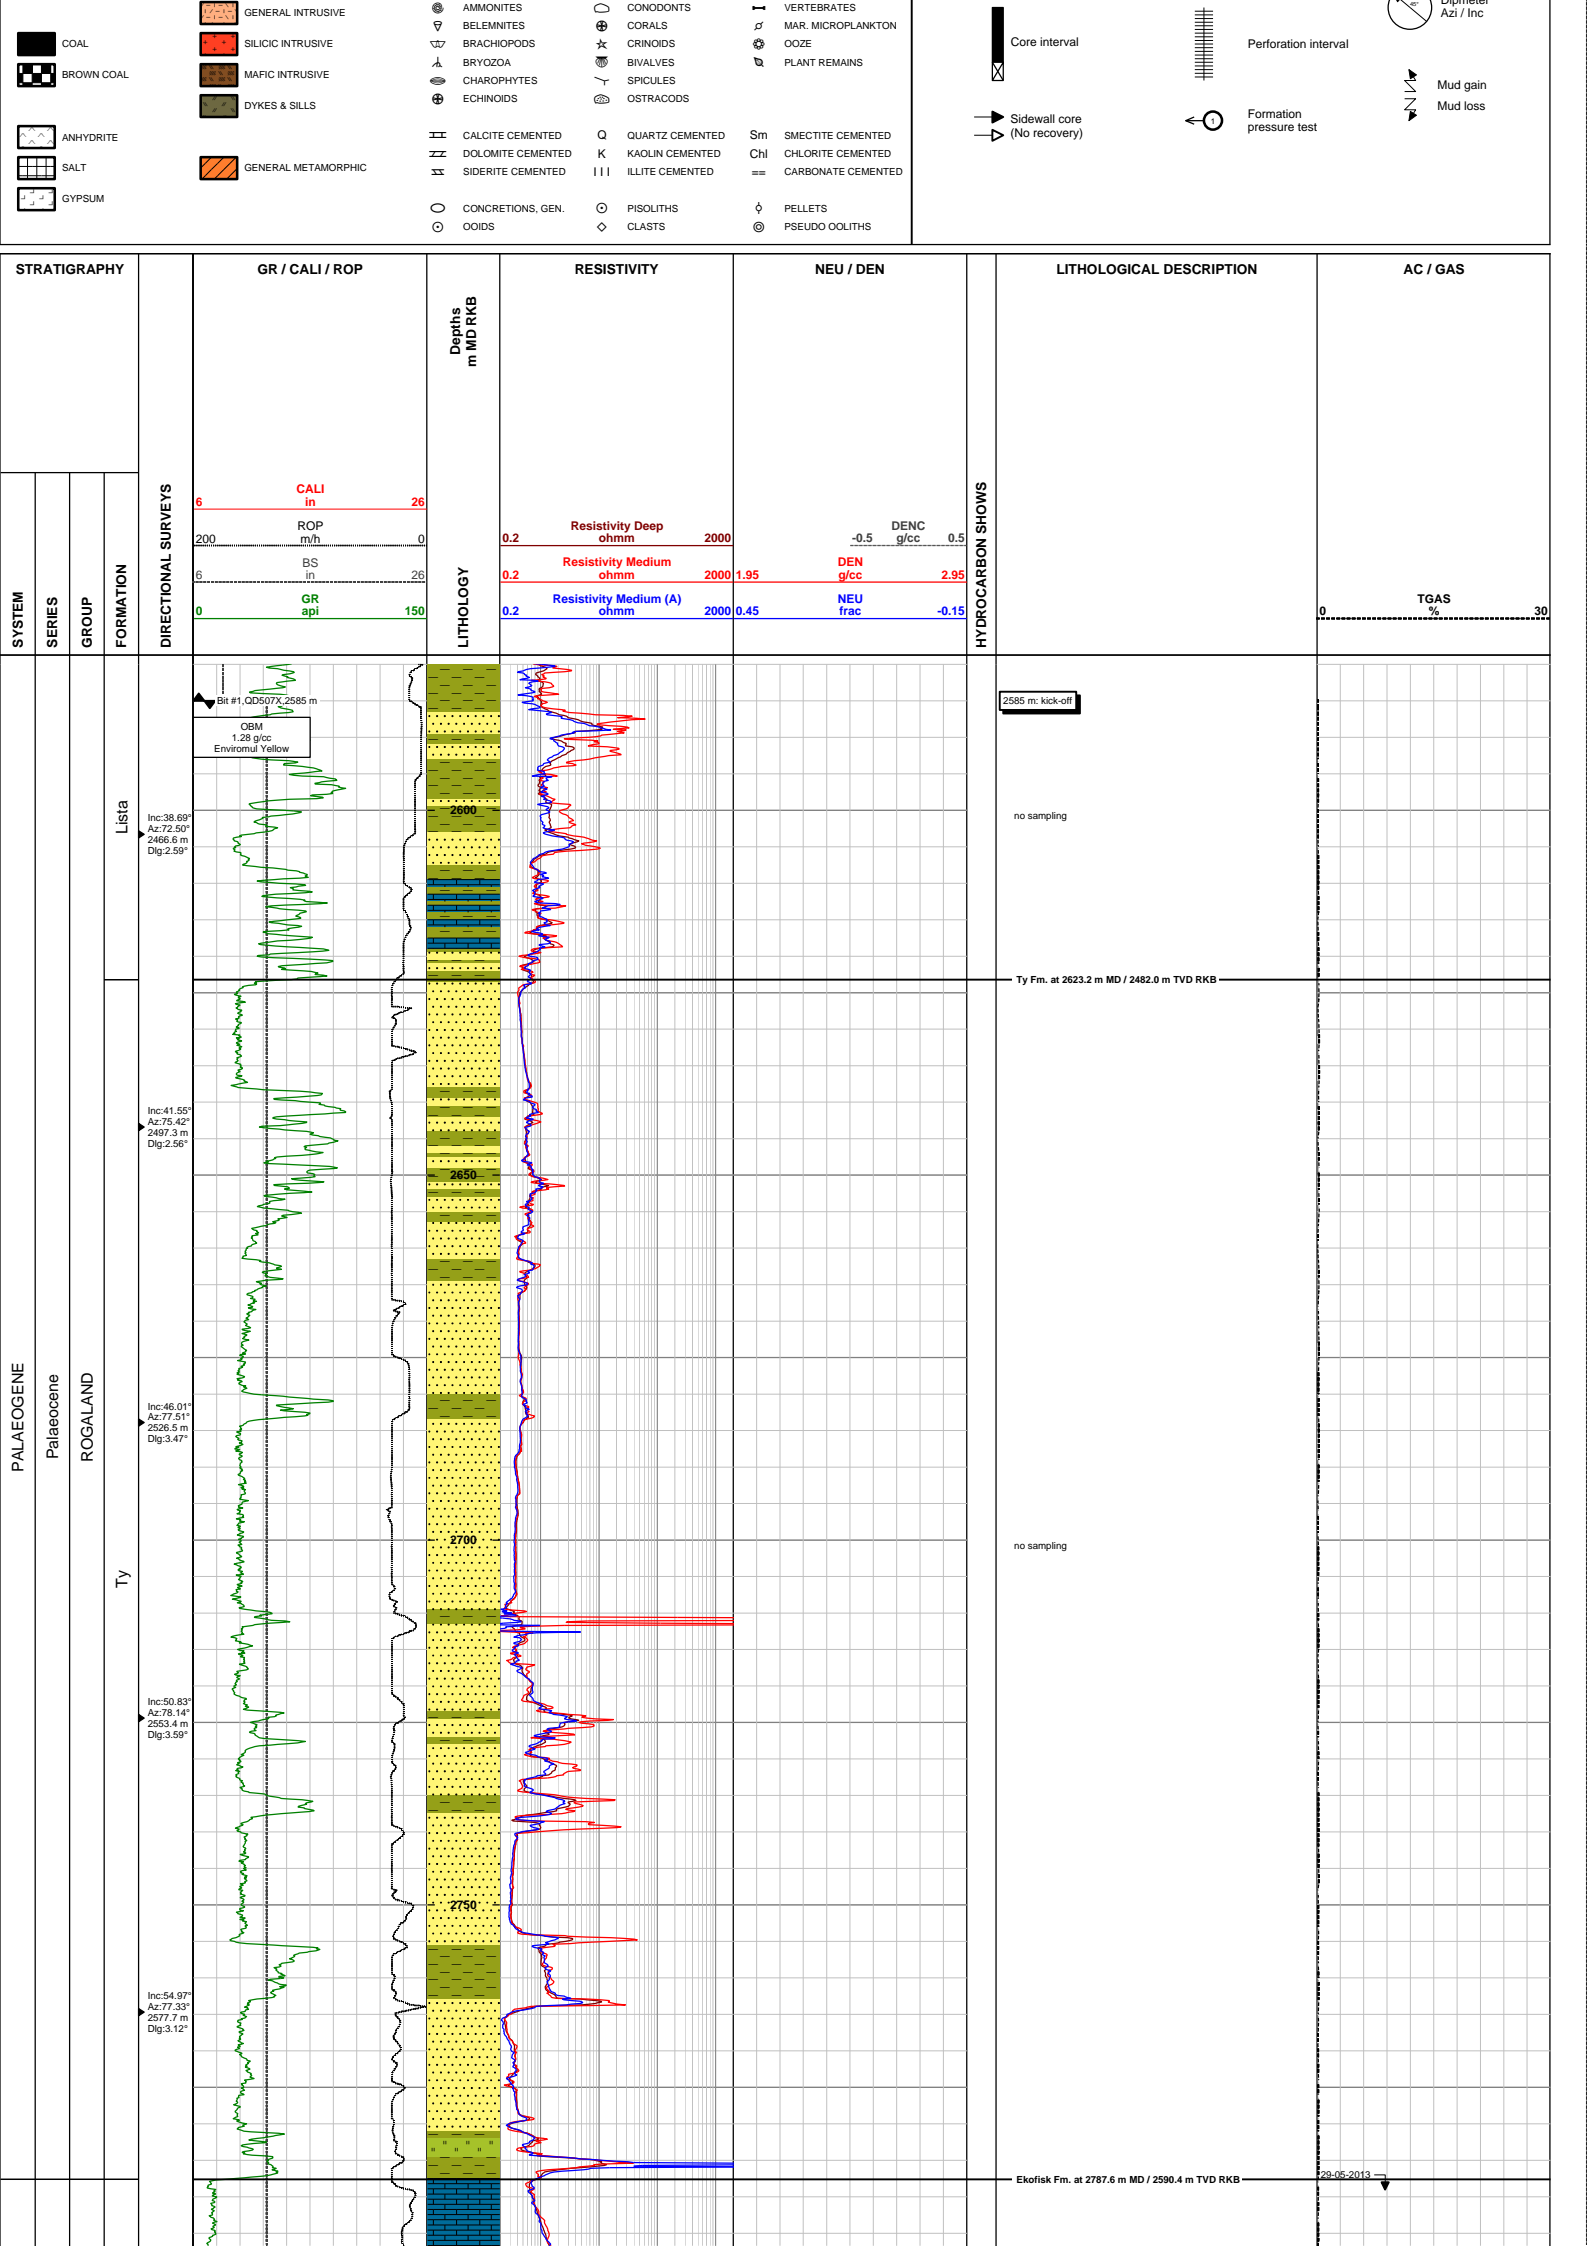 GENERAL INTRUSIVE
COAL
SILICIC INTRUSIVE
BROWN COAL
MAFIC INTRUSIVE
DYKES & SILLS
ANHYDRITE
SALT
GENERAL METAMORPHIC
GYPSUM
AMMONITES
CONODONTS
VERTEBRATES
BELEMNITES
CORALS
MAR. MICROPLANKTON
BRACHIOPODS
CRINOIDS
OOZE
BRYOZOA
BIVALVES
PLANT REMAINS
CHAROPHYTES
SPICULES
ECHINOIDS
OSTRACODS
CALCITE CEMENTED
Q QUARTZ CEMENTED
Sm SMECTITE CEMENTED
DOLOMITE CEMENTED
K KAOLIN CEMENTED
Chl CHLORITE CEMENTED
SIDERITE CEMENTED
ILLITE CEMENTED
CARBONATE CEMENTED
CONCRETIONS, GEN.
PISOLITHS
PELLETS
OOIDS
CLASTS
PSEUDO OOLITHS
Core interval
Perforation interval
45°
Dipmeter
Azi / Inc
Mud gain
Mud loss
Sidewall core
(No recovery)
1
Formation
pressure test
STRATIGRAPHY
GR / CALI / ROP
RESISTIVITY
NEU / DEN
LITHOLOGICAL DESCRIPTION
AC / GAS
Depths
m MD RKB
SYSTEM
SERIES
GROUP
FORMATION
DIRECTIONAL SURVEYS
LITHOLOGY
HYDROCARBON SHOWS
CALI
6 in 26
ROP
200 m/h 0
BS
6 in 26
GR
0 api 150
Resistivity Deep
0.2 ohmm 2000
Resistivity Medium
0.2 ohmm 2000
Resistivity Medium (A)
0.2 ohmm 2000
DENC
-0.5 g/cc 0.5
DEN
1.95 g/cc 2.95
NEU
0.45 frac -0.15
TGAS
0 % 30
Bit #1,QD507X,2585 m
OBM
1.28 g/cc
Enviromul Yellow
2585 m: kick-off
Lista
2600
no sampling
Inc:38.69°
Az:72.50°
2466.6 m
Dlg:2.59°
Ty Fm. at 2623.2 m MD / 2482.0 m TVD RKB
Inc:41.55°
Az:75.42°
2497.3 m
Dlg:2.56°
2650
PALAEOGENE
Palaeocene
ROGALAND
Inc:46.01°
Az:77.51°
2526.5 m
Dlg:3.47°
2700
no sampling
Ty
Inc:50.83°
Az:78.14°
2553.4 m
Dlg:3.59°
2750
Inc:54.97°
Az:77.33°
2577.7 m
Dlg:3.12°
Ekofisk Fm. at 2787.6 m MD / 2590.4 m TVD RKB
29-05-2013